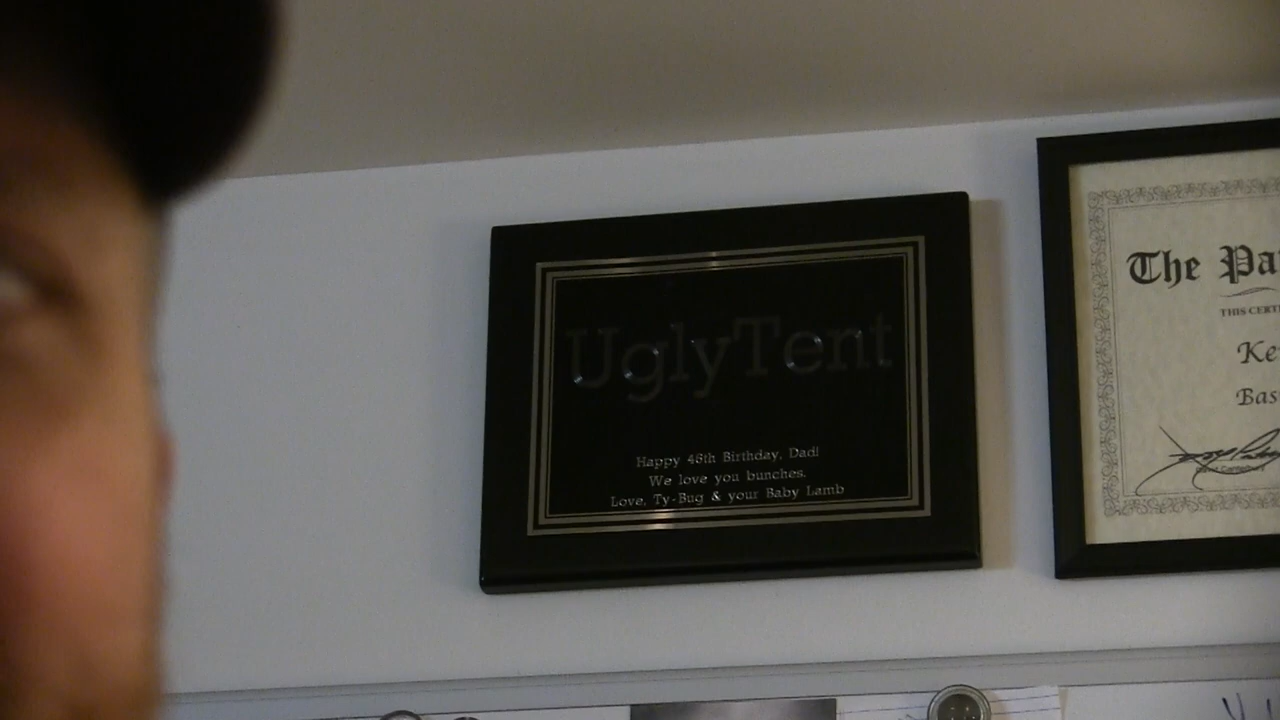 UglyTent
Happy 48th Birthday, Dad!
We love you bunches.
Love, Ty-Bug & your Baby Lamb
The Pa
THIS CERT
Ke
Bas